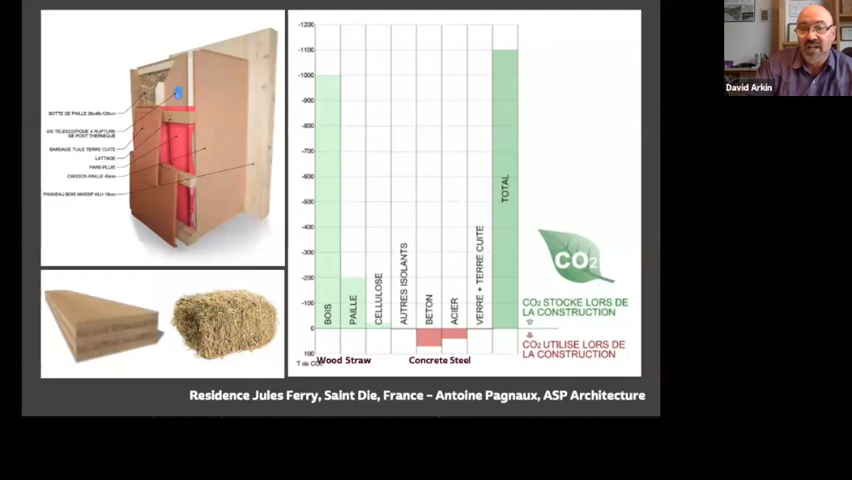 BOTTE DE PAILLE 36x46x120cm
VIS TELESCOPIQUE A RUPTURE
DE PONT THERMIQUE
BARDAGE TUILE TERRE CUITE
LATTAGE
PARE-PLUIE
CAISSON PAILLE 45cm
PANNEAU BOIS MASSIF
-1200
-1000
-900
-800
-700
-600
-500
-400
-300
-200
-100
0
100
T de CO2
BOIS
PAILLE
CELLULOSE
AUTRES ISOLANTS
BETON
ACIER
VERRE + TERRE CUITE
TOTAL
Wood Straw
Concrete Steel
CO2
CO2 STOCKE LORS DE
LA CONSTRUCTION
CO2 UTILISE LORS DE
LA CONSTRUCTION
Residence Jules Ferry, Saint Die, France – Antoine Pagnaux, ASP Architecture
David Arkin